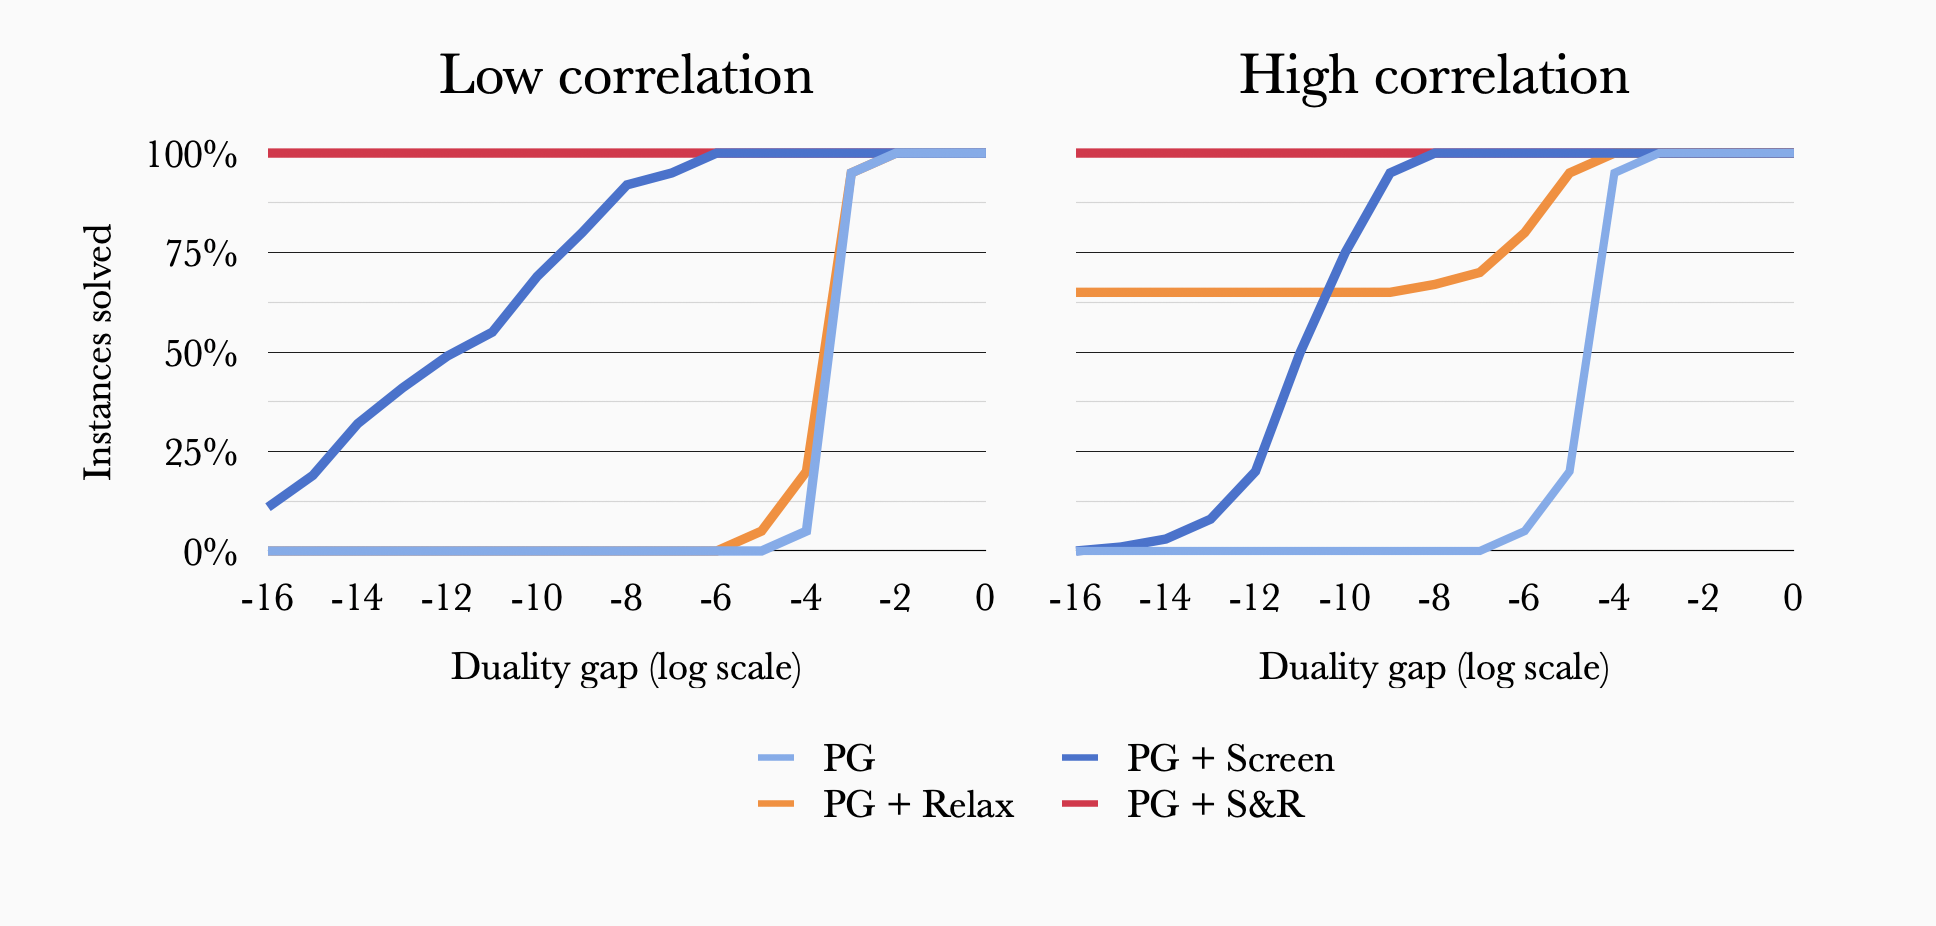 Low correlation
High correlation
Instances solved
100%
75%
50%
25%
0%
-16 -14 -12 -10 -8 -6 -4 -2 0
-16 -14 -12 -10 -8 -6 -4 -2 0
Duality gap (log scale)
Duality gap (log scale)
PG
PG + Screen
PG + Relax
PG + S&R